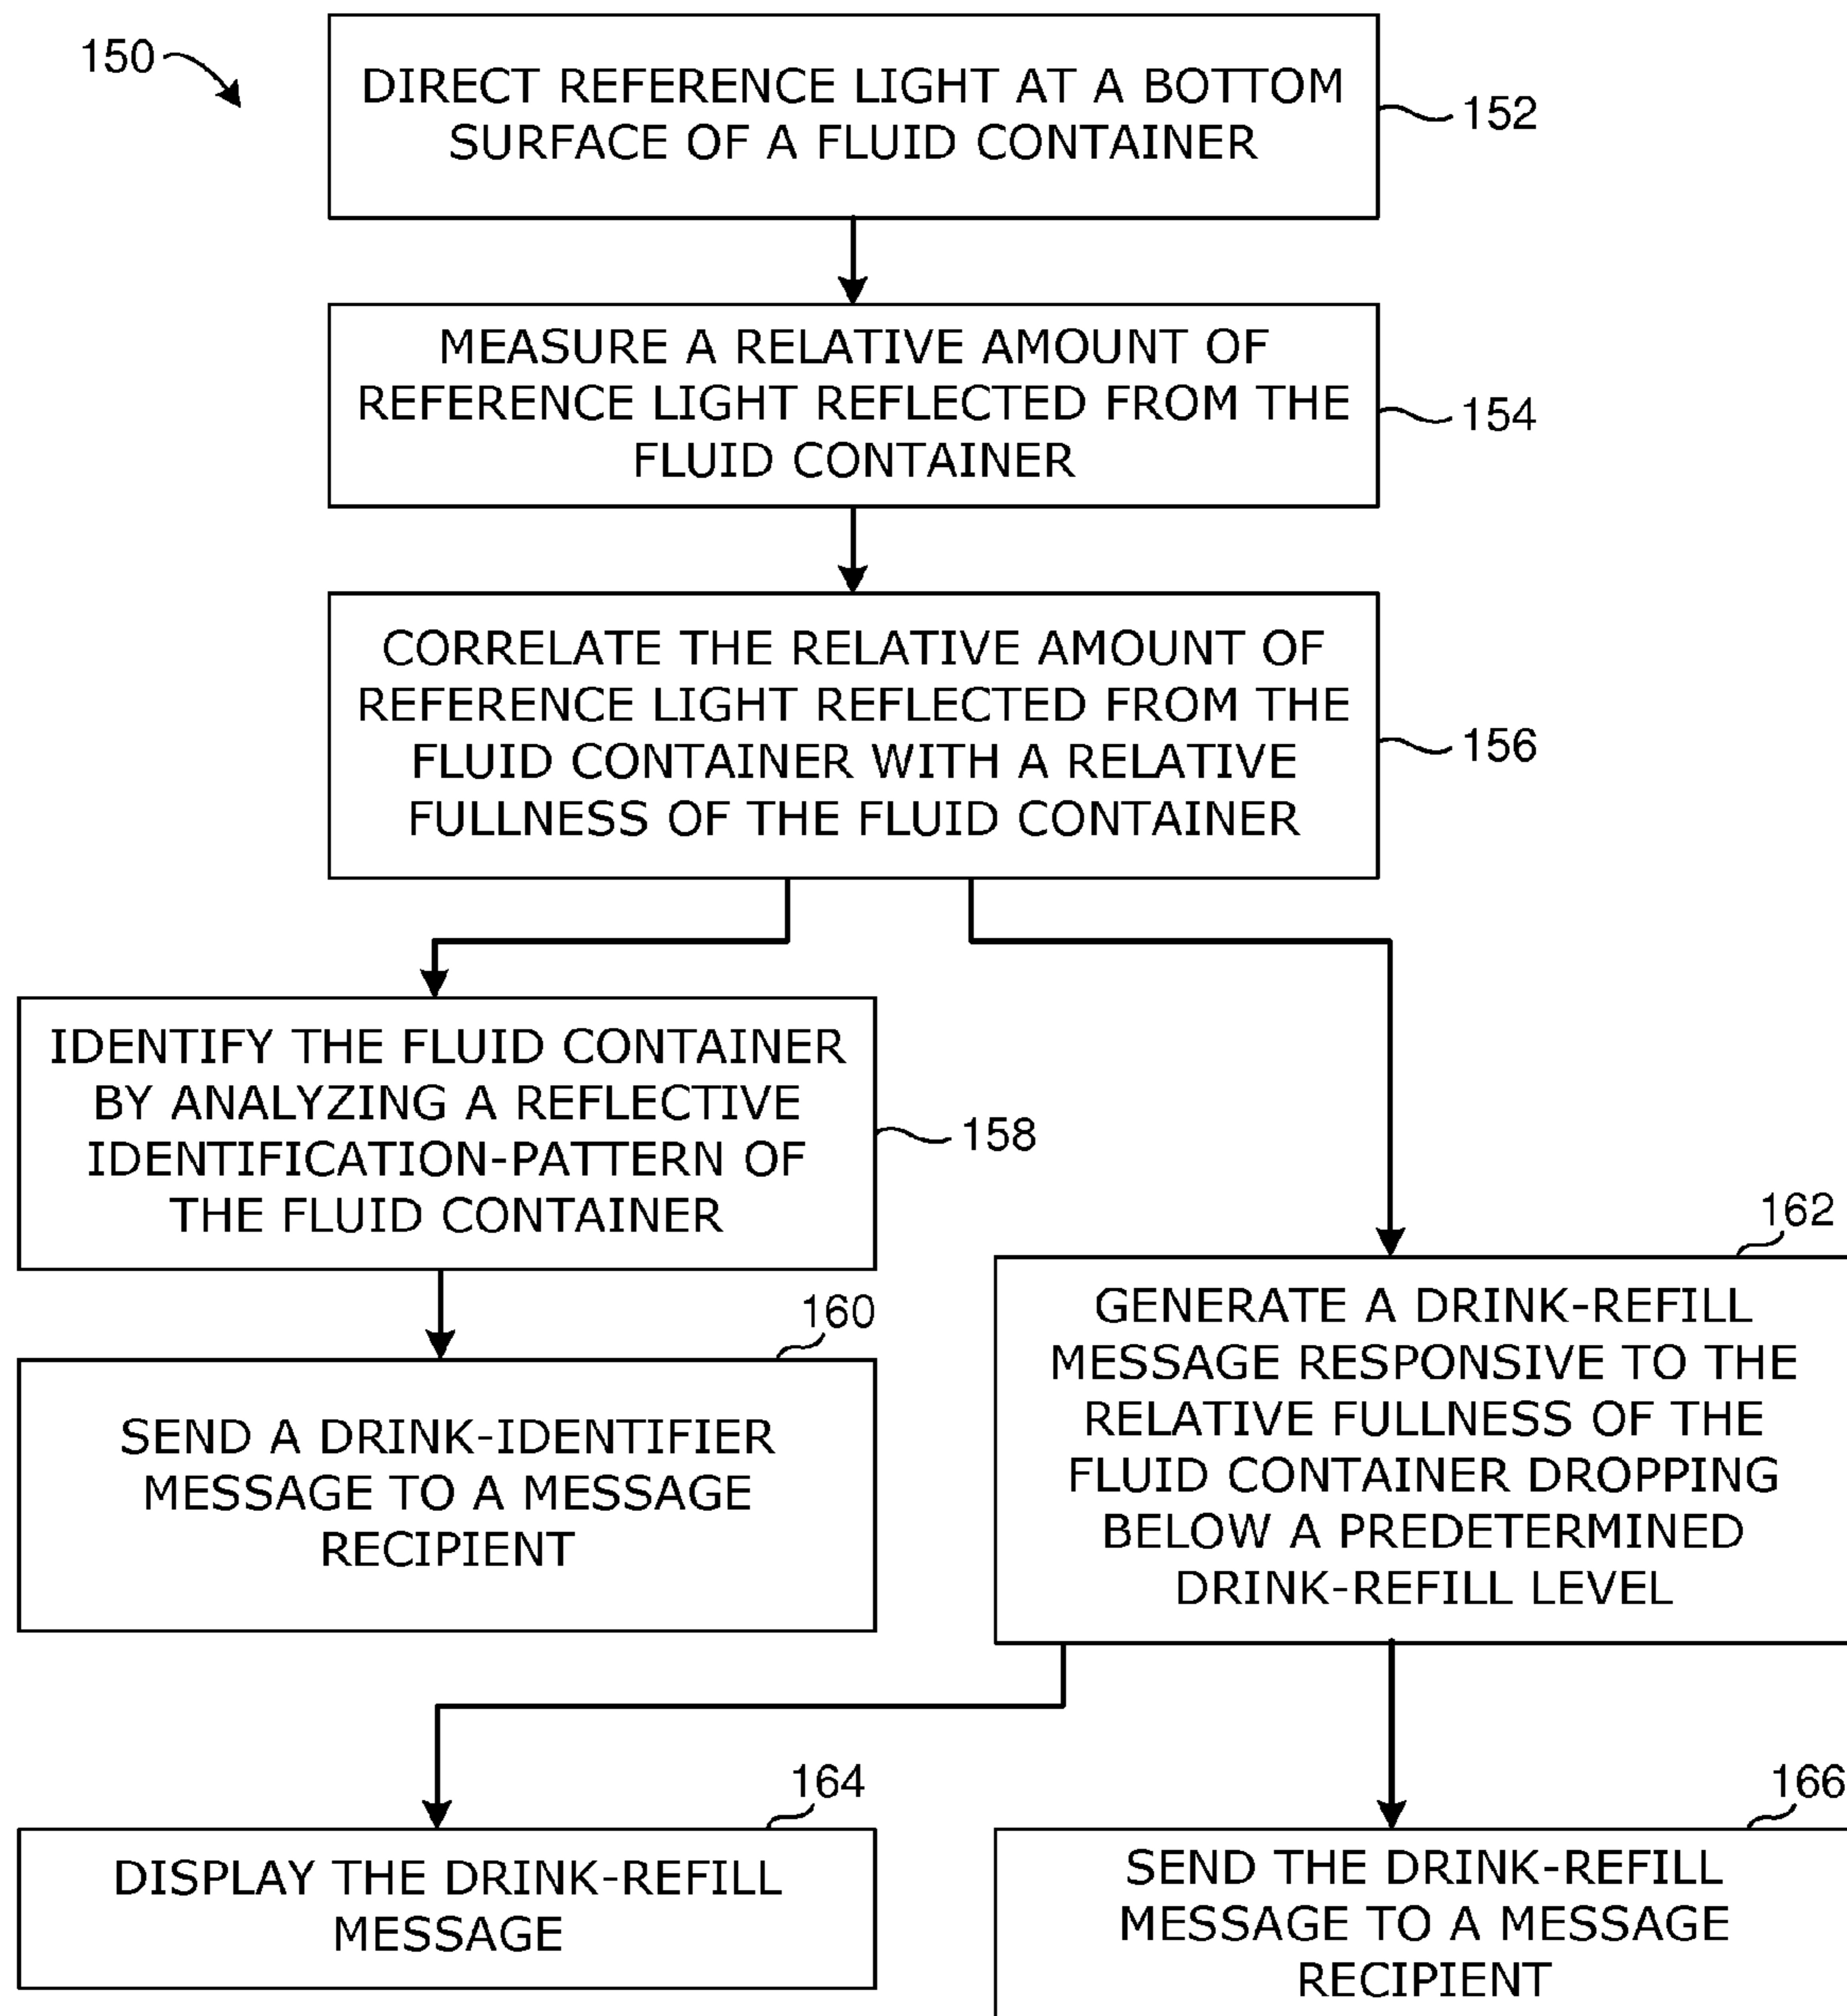 150
DIRECT REFERENCE LIGHT AT A BOTTOM
SURFACE OF A FLUID CONTAINER
152
MEASURE A RELATIVE AMOUNT OF
REFERENCE LIGHT REFLECTED FROM THE
FLUID CONTAINER
154
CORRELATE THE RELATIVE AMOUNT OF
REFERENCE LIGHT REFLECTED FROM THE
FLUID CONTAINER WITH A RELATIVE
FULLNESS OF THE FLUID CONTAINER
156
IDENTIFY THE FLUID CONTAINER
BY ANALYZING A REFLECTIVE
IDENTIFICATION-PATTERN OF
THE FLUID CONTAINER
158
160
SEND A DRINK-IDENTIFIER
MESSAGE TO A MESSAGE
RECIPIENT
162
GENERATE A DRINK-REFILL
MESSAGE RESPONSIVE TO THE
RELATIVE FULLNESS OF THE
FLUID CONTAINER DROPPING
BELOW A PREDETERMINED
DRINK-REFILL LEVEL
164
DISPLAY THE DRINK-REFILL
MESSAGE
166
SEND THE DRINK-REFILL
MESSAGE TO A MESSAGE
RECIPIENT